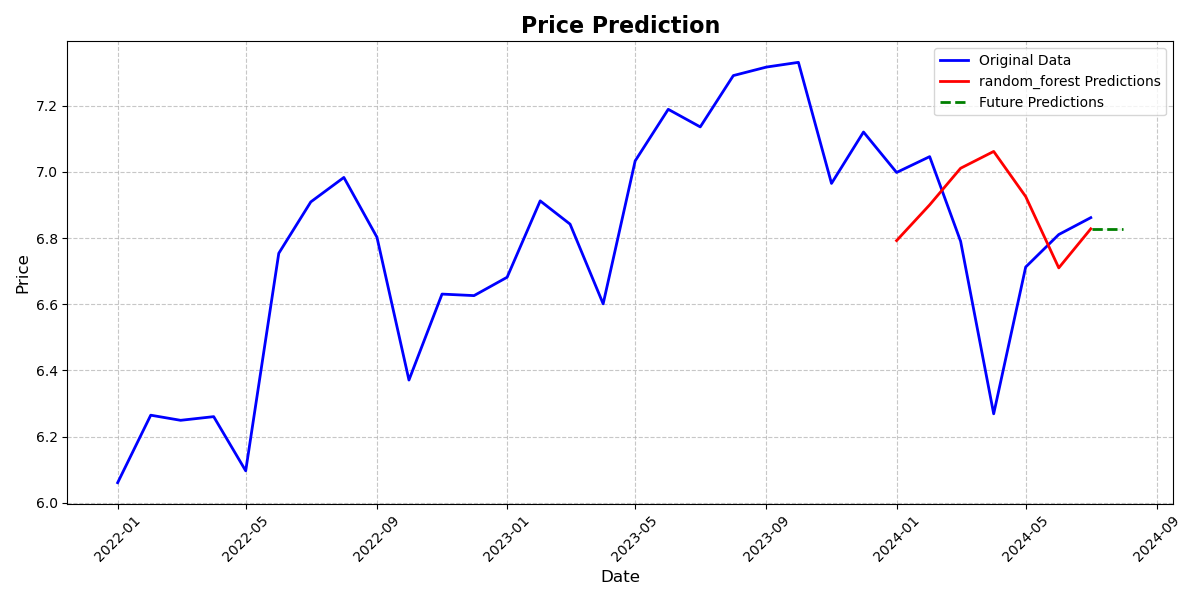 Price Prediction
Original Data
random_forest Predictions
Future Predictions
Price
7.2
7.0
6.8
6.6
6.4
6.2
6.0
2022-01
2022-05
2022-09
2023-01
2023-05
2023-09
2024-01
2024-05
2024-09
Date